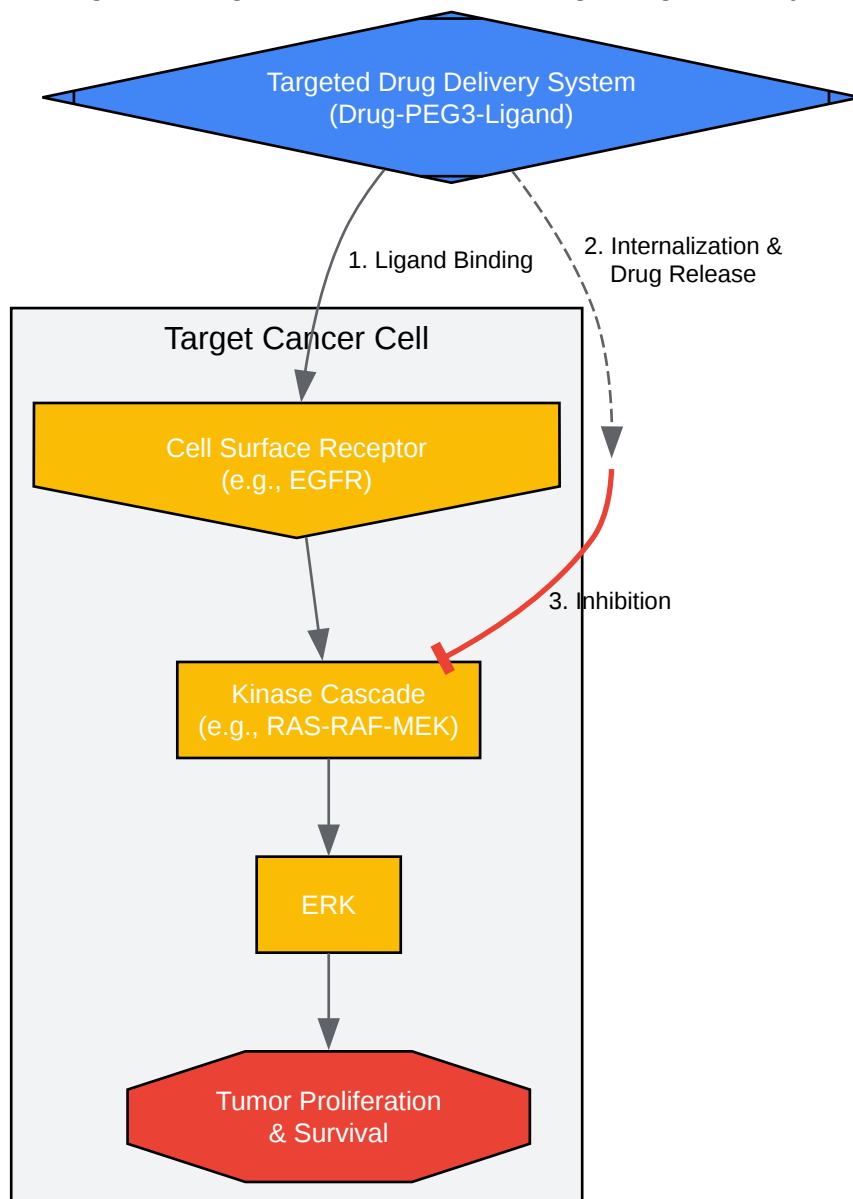 Targeted Drug Delivery System
(Drug-PEG3-Ligand)
1. Ligand Binding
2. Internalization &
Drug Release
Target Cancer Cell
Cell Surface Receptor
(e.g., EGFR)
3. Inhibition
Kinase Cascade
(e.g., RAS-RAF-MEK)
ERK
Tumor Proliferation
& Survival